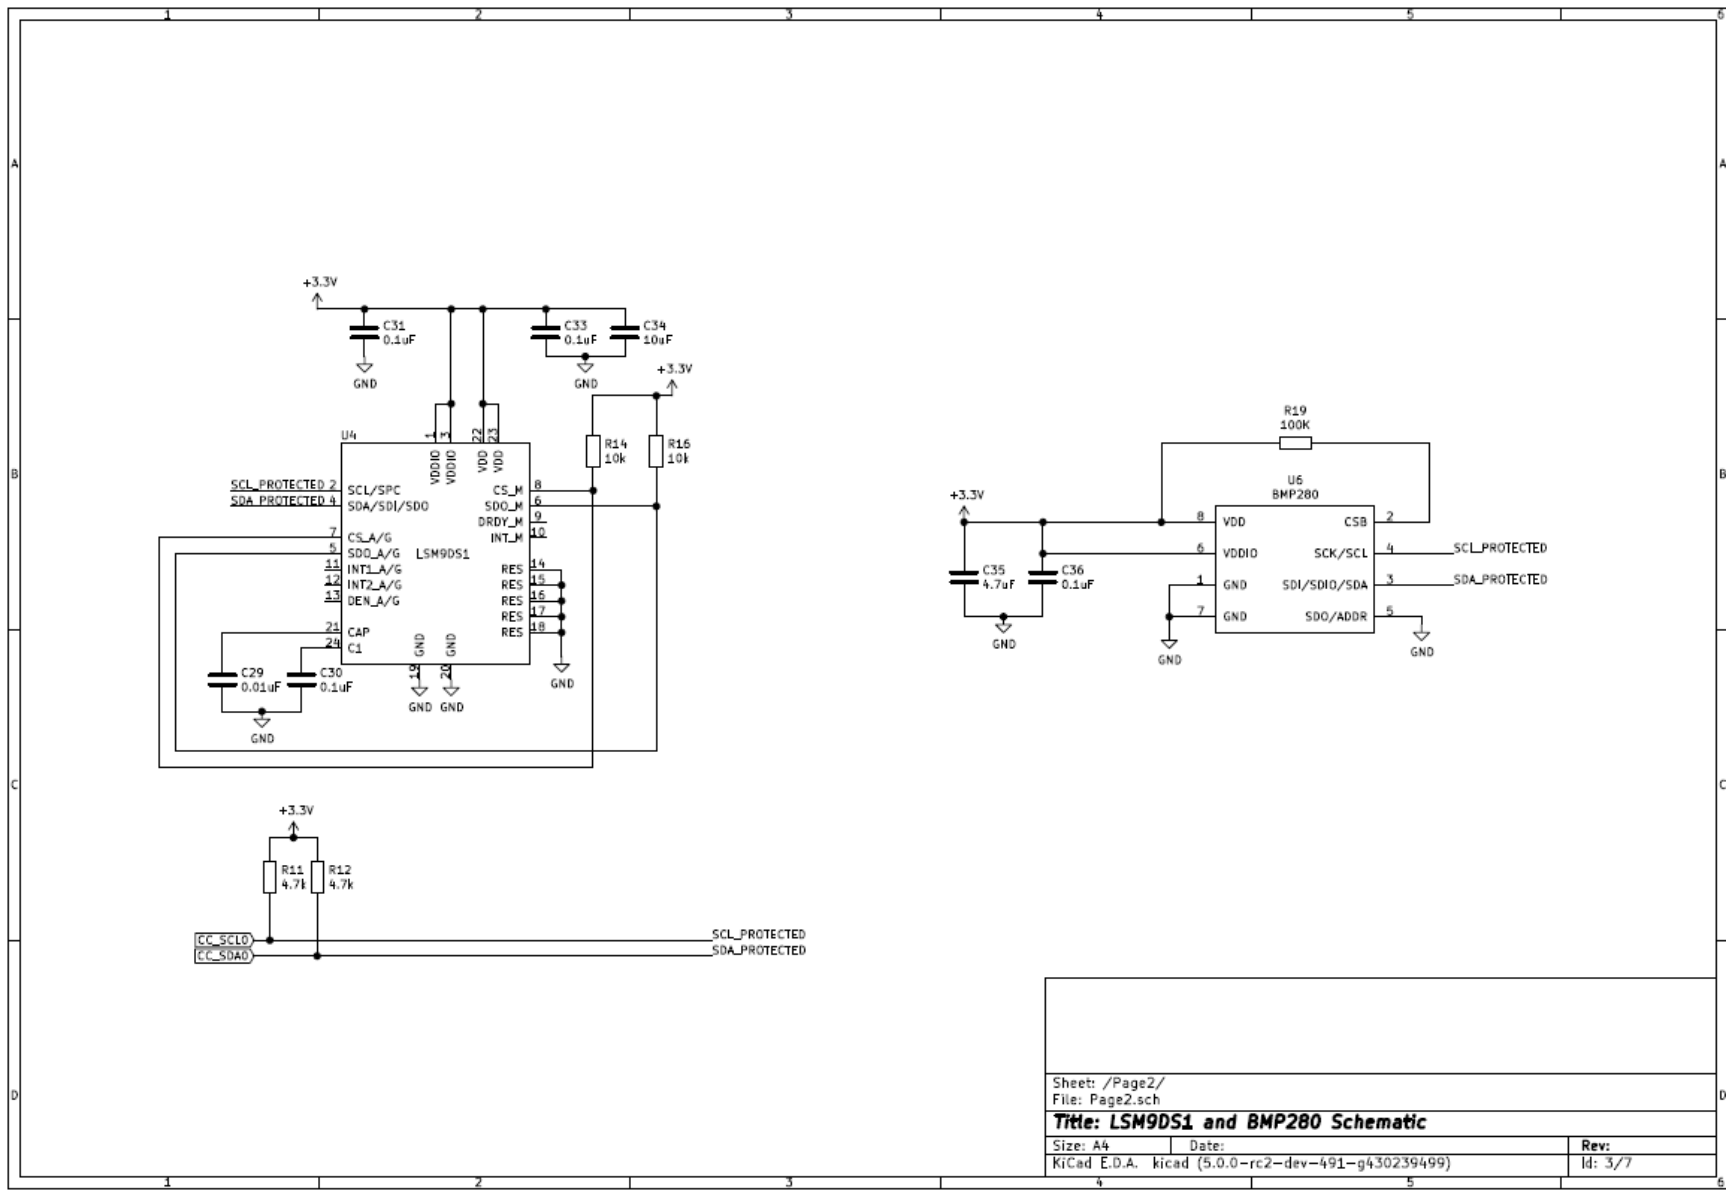 1 2 3 4 5 6
A A
+3.3V
C31
0.1uF
C33
0.1uF
C34
10uF
GND
GND
+3.3V
R14
10k
R16
10k
U4
1 3 22 23
VDDIO VDDIO VDD VDD
SCL_PROTECTED 2 SCL/SPC
SDA_PROTECTED 4 SDA/SDI/SDO
7 CS_A/G
5 SDO_A/G
11 INT1_A/G
12 INT2_A/G
13 DEN_A/G
21 CAP
24 C1
LSM9DS1
CS_M 8
SDO_M 6
DRDY_M 9
INT_M 10
RES 14
RES 15
RES 16
RES 17
RES 18
GND GND
19 20
GND GND
GND
C29
0.01uF
C30
0.1uF
GND
B B
R19
100K
U6
BMP280
+3.3V
8 VDD
6 VDDIO
1 GND
7 GND
CSB 2
SCK/SCL 4 SCL_PROTECTED
SDI/SDIO/SDA 3 SDA_PROTECTED
SDO/ADDR 5
C35
4.7uF
C36
0.1uF
GND
GND
GND
C C
+3.3V
R11
4.7k
R12
4.7k
CC_SCL0 SCL_PROTECTED
CC_SDA0 SDA_PROTECTED
D D
Sheet: /Page2/
File: Page2.sch
Title: LSM9DS1 and BMP280 Schematic
Size: A4 Date: Rev:
KiCad E.D.A. kicad (5.0.0-rc2-dev-491-g430239499) Id: 3/7
1 2 3 4 5 6